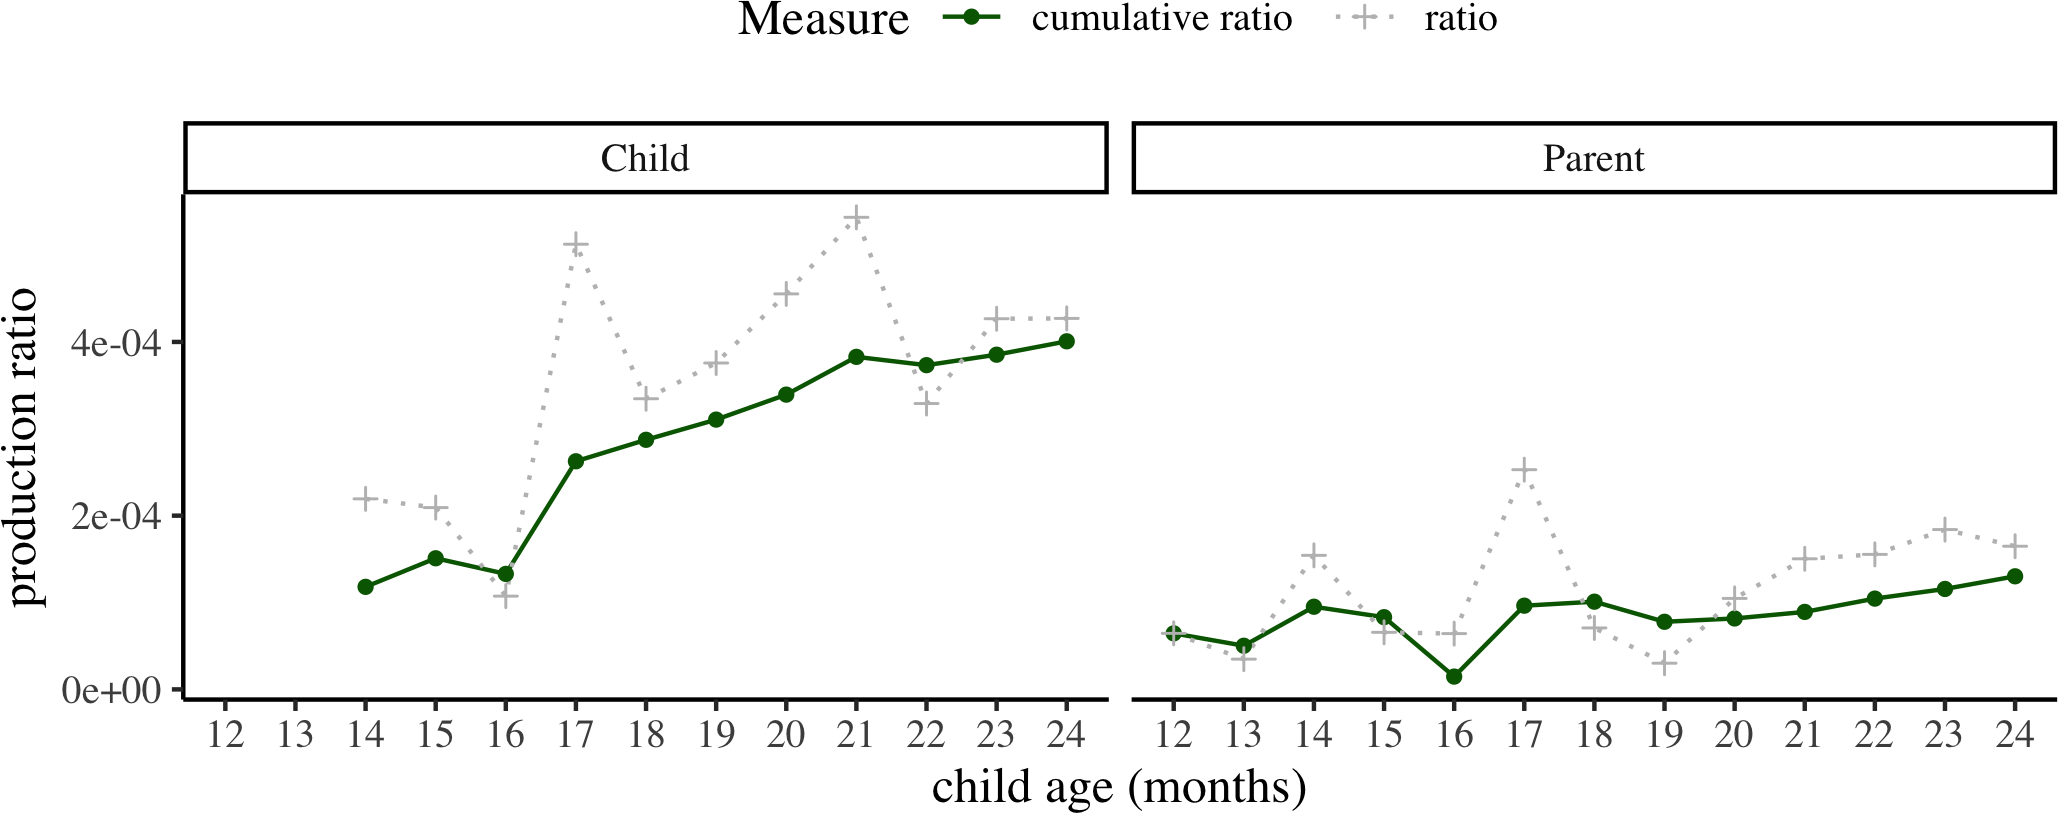 Measure cumulative ratio ratio
Child Parent
production ratio
4e-04
2e-04
0e+00
12 13 14 15 16 17 18 19 20 21 22 23 24 12 13 14 15 16 17 18 19 20 21 22 23 24
child age (months)